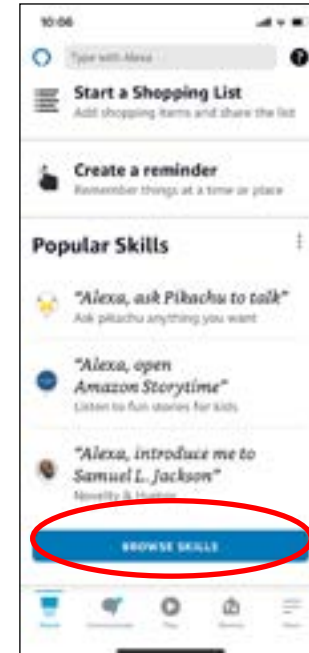 10:06
Type with Alexa
Start a Shopping List
Add shopping items and share the list
Create a reminder
Remember things at a time or place
Popular Skills
"Alexa, ask Pikachu to talk"
Ask pikachu anything you want
"Alexa, open
Amazon Storytime"
Listen to fun stories for kids
"Alexa, introduce me to
Samuel L. Jackson"
Novelty & Humor
BROWSE SKILLS